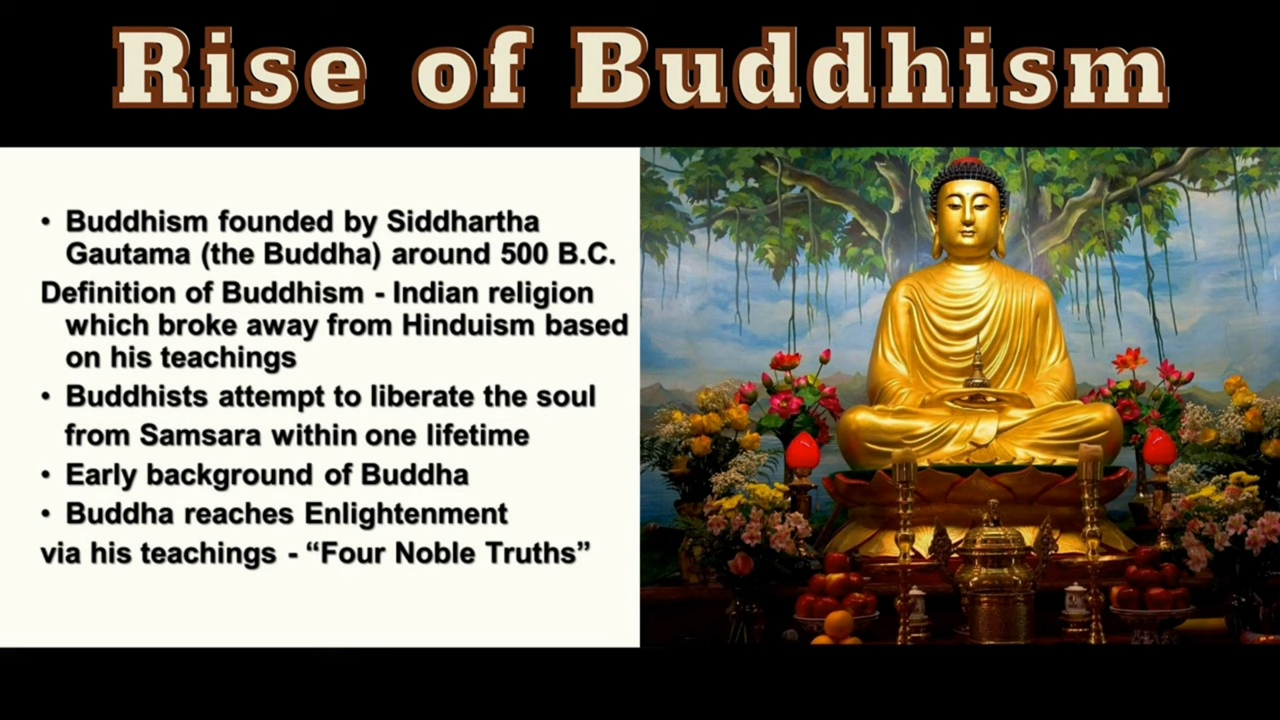 Rise of Buddhism
• Buddhism founded by Siddhartha
Gautama (the Buddha) around 500 B.C.
Definition of Buddhism - Indian religion
which broke away from Hinduism based
on his teachings
• Buddhists attempt to liberate the soul
from Samsara within one lifetime
• Early background of Buddha
• Buddha reaches Enlightenment
via his teachings - “Four Noble Truths”